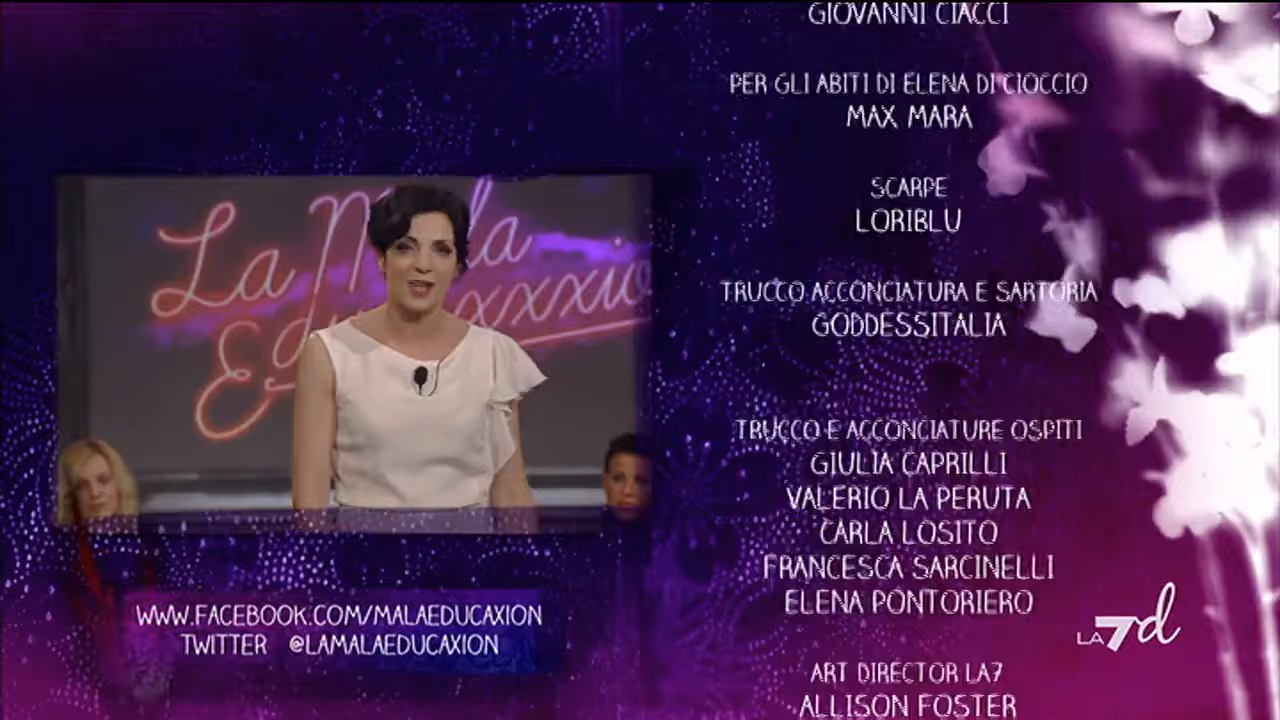 GIOVANNI CIACCI
PER GLI ABITI DI ELENA DI CIOCCIO
MAX MARA
SCARPE
LORIBLU
TRUCCO ACCONCIATURA E SARTORIA
GODDESSITALIA
TRUCCO E ACCONCIATURE OSPITI
GIULIA CAPRILLI
VALERIO LA PERUTA
CARLA LOSITO
FRANCESCA SARCINELLI
ELENA PONTORIERO
ART DIRECTOR LA7
ALLISON FOSTER
La
WWW.FACEBOOK.COM/MALAEDUCAXION
TWITTER @LAMALAEDUCAXION
LA7d